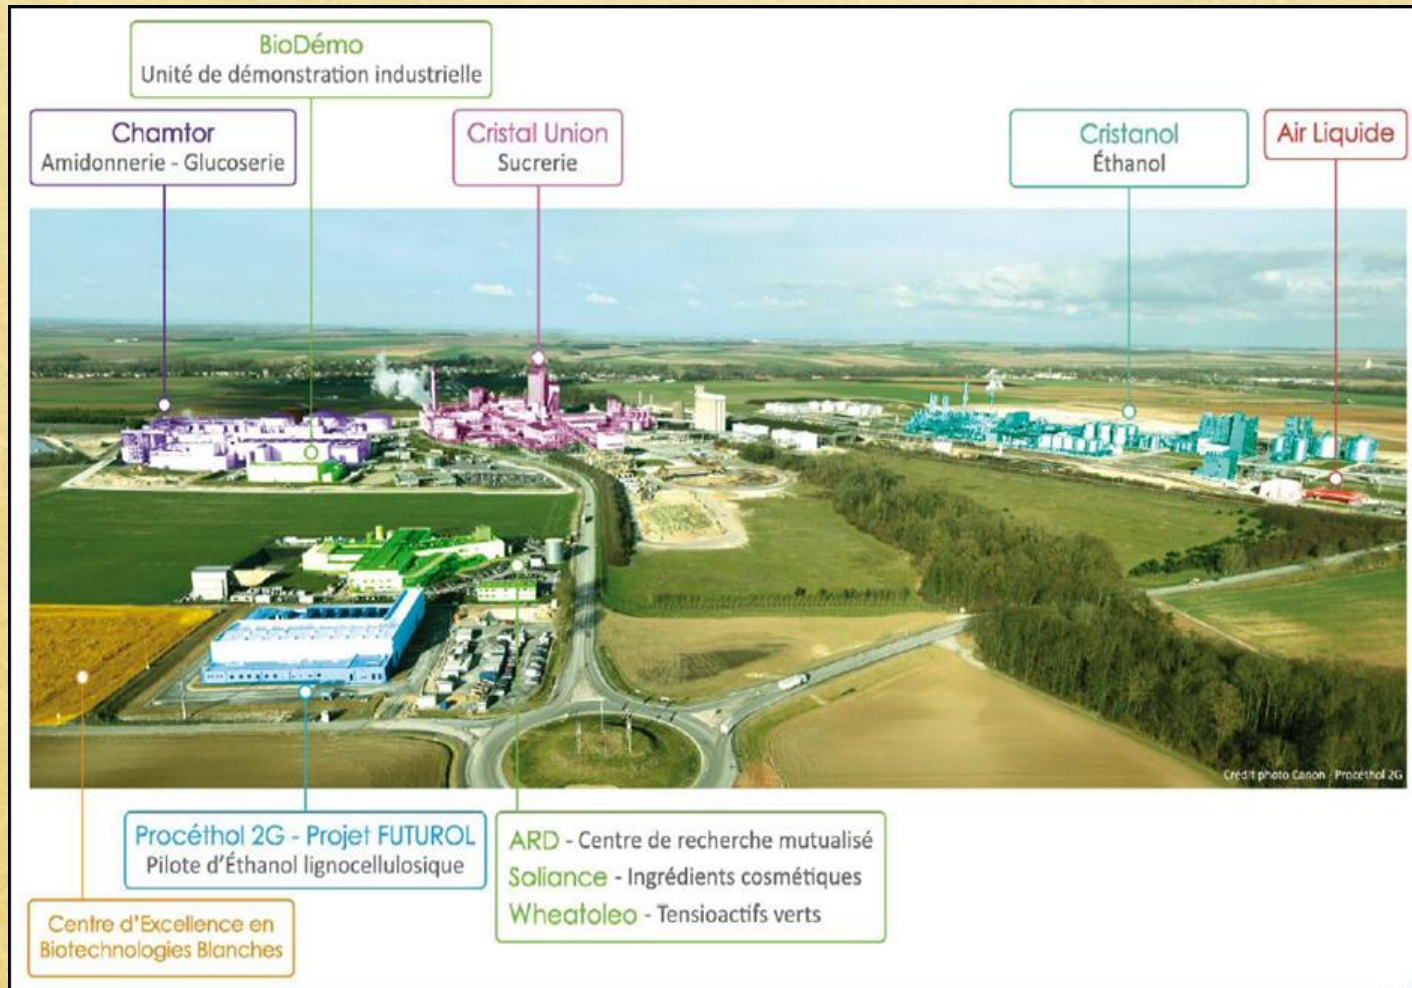 BioDémo
Unité de démonstration industrielle
Chamtor
Amidonnerie - Glucoserie
Cristal Union
Sucrerie
Cristanol
Éthanol
Air Liquide
Crédit photo Canon - Procéthol 2G
Procéthol 2G - Projet FUTUROL
Pilote d'Éthanol lignocellulosique
ARD - Centre de recherche mutualisé
Soliance - Ingrédients cosmétiques
Wheatoleo - Tensioactifs verts
Centre d'Excellence en
Biotechnologies Blanches